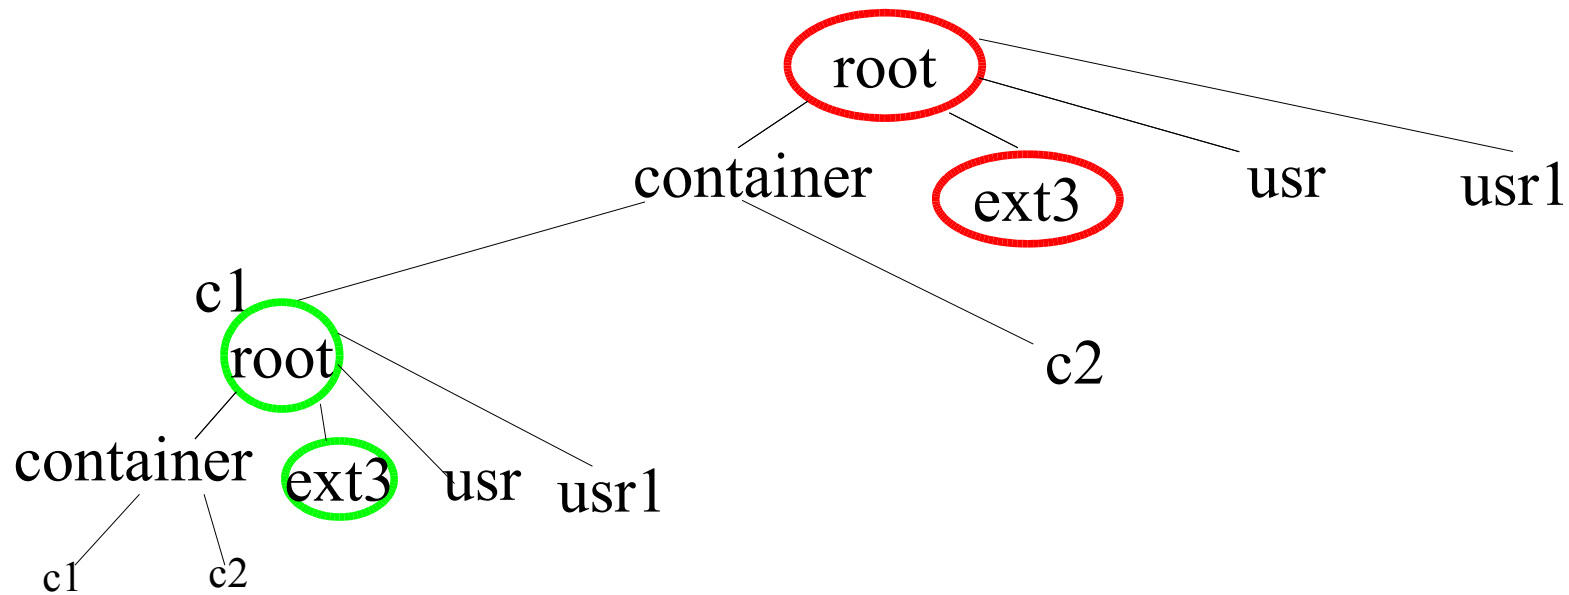 root
container
ext3
usr
usr1
c1
root
c2
container
ext3
usr
usr1
c1
c2